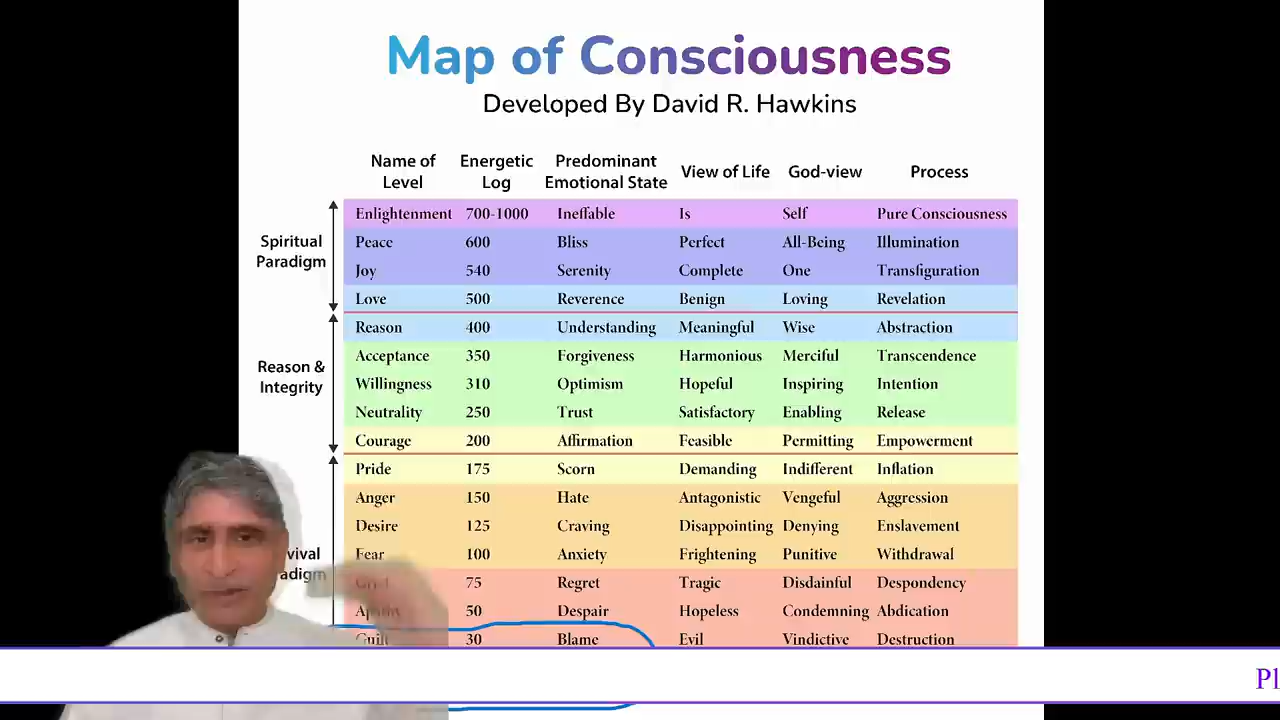 Map of Consciousness
Developed By David R. Hawkins
Name of Level Energetic Log Predominant Emotional State View of Life God-view Process
Enlightenment 700-1000 Ineffable Is Self Pure Consciousness
Spiritual Paradigm
Peace 600 Bliss Perfect All-Being Illumination
Joy 540 Serenity Complete One Transfiguration
Love 500 Reverence Benign Loving Revelation
Reason 400 Understanding Meaningful Wise Abstraction
Reason & Integrity
Acceptance 350 Forgiveness Harmonious Merciful Transcendence
Willingness 310 Optimism Hopeful Inspiring Intention
Neutrality 250 Trust Satisfactory Enabling Release
Courage 200 Affirmation Feasible Permitting Empowerment
Pride 175 Scorn Demanding Indifferent Inflation
Anger 150 Hate Antagonistic Vengeful Aggression
Desire 125 Craving Disappointing Denying Enslavement
Fear 100 Anxiety Frightening Punitive Withdrawal
75 Regret Tragic Disdainful Despondency
50 Despair Hopeless Condemning Abdication
30 Blame Evil Vindictive Destruction